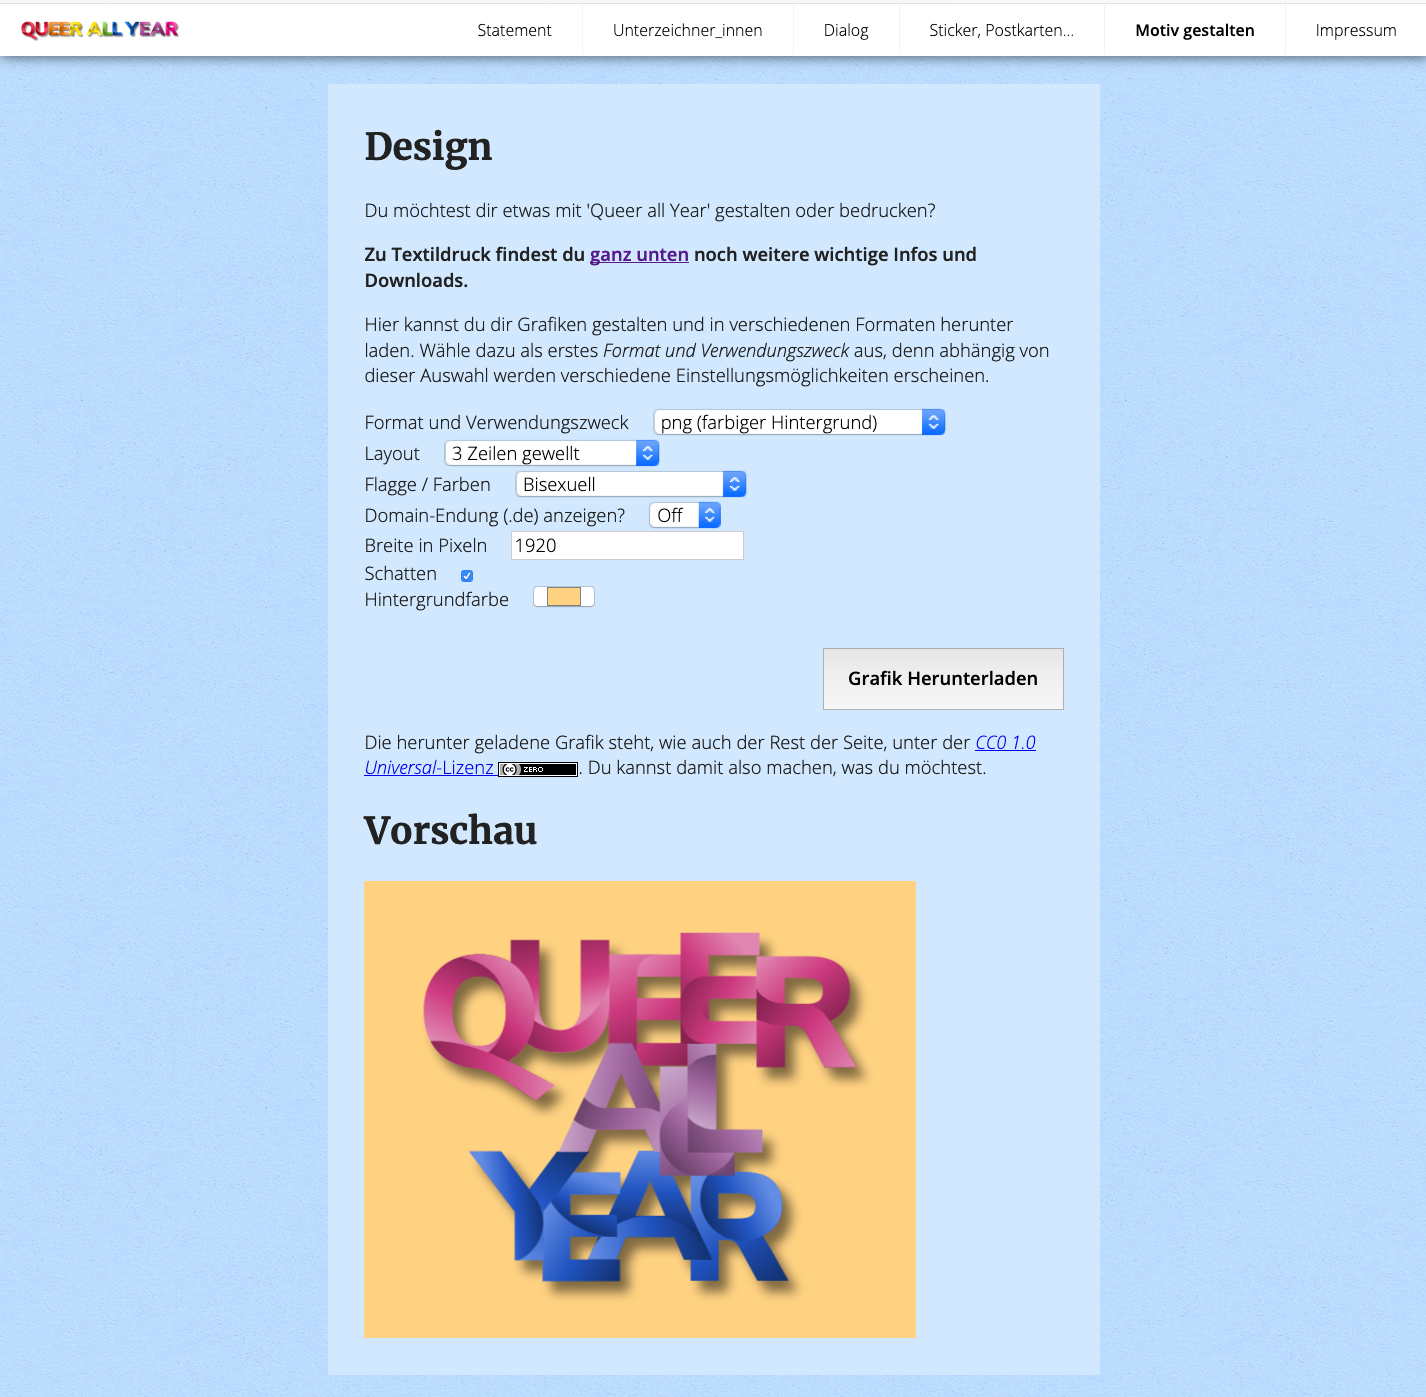 QUEER ALL YEAR
Statement
Unterzeichner_innen
Dialog
Sticker, Postkarten...
Motiv gestalten
Impressum
Design
Du möchtest dir etwas mit 'Queer all Year' gestalten oder bedrucken?
Zu Textildruck findest du ganz unten noch weitere wichtige Infos und
Downloads.
Hier kannst du dir Grafiken gestalten und in verschiedenen Formaten herunter
laden. Wähle dazu als erstes Format und Verwendungszweck aus, denn abhängig von
dieser Auswahl werden verschiedene Einstellungsmöglichkeiten erscheinen.
Format und Verwendungszweck png (farbiger Hintergrund)
Layout 3 Zeilen gewellt
Flagge / Farben Bisexuell
Domain-Endung (.de) anzeigen? Off
Breite in Pixeln 1920
Schatten
Hintergrundfarbe
Grafik Herunterladen
Die herunter geladene Grafik steht, wie auch der Rest der Seite, unter der CC0 1.0
Universal-Lizenz cc ZERO. Du kannst damit also machen, was du möchtest.
Vorschau
QUEER
ALL
YEAR